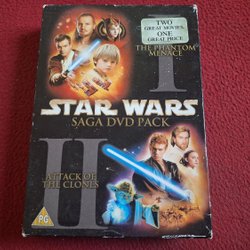 TWO
GREAT MOVIES,
ONE
GREAT PRICE
I
THE PHANTOM
MENACE
STAR WARS
SAGA DVD PACK
II
ATTACK OF
THE CLONES
PG